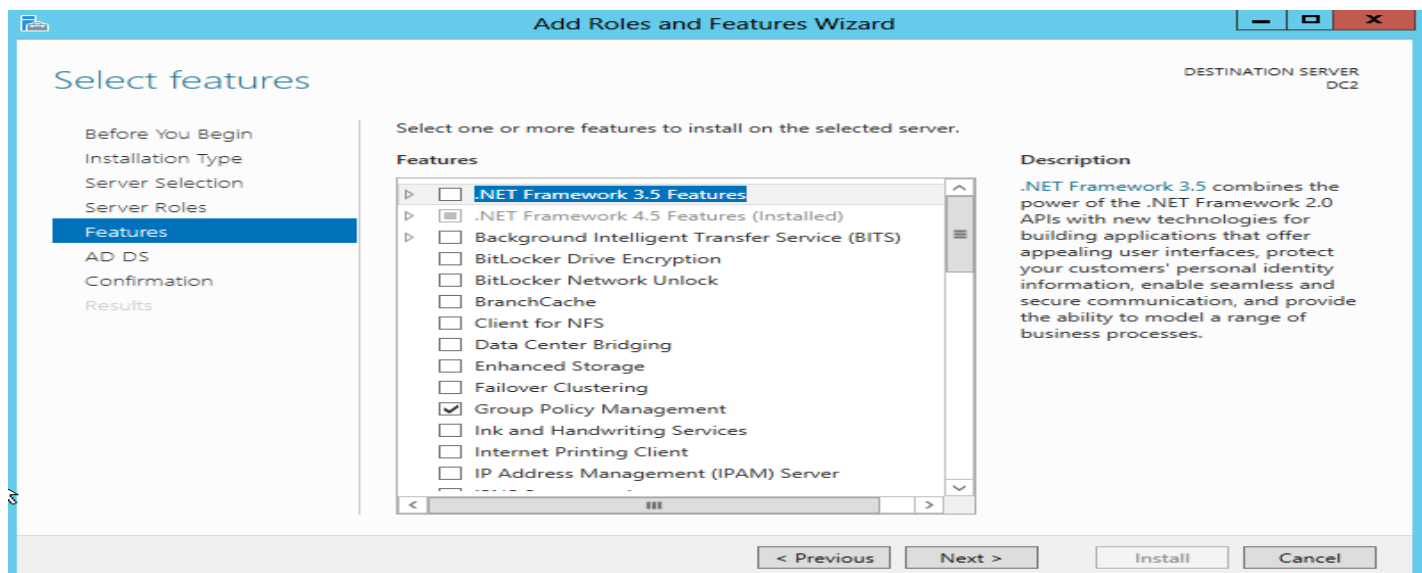 Add Roles and Features Wizard
Select features
DESTINATION SERVER
DC2
Before You Begin
Installation Type
Server Selection
Server Roles
Features
AD DS
Confirmation
Results
Select one or more features to install on the selected server.
Features
.NET Framework 3.5 Features
.NET Framework 4.5 Features (Installed)
Background Intelligent Transfer Service (BITS)
BitLocker Drive Encryption
BitLocker Network Unlock
BranchCache
Client for NFS
Data Center Bridging
Enhanced Storage
Failover Clustering
Group Policy Management
Ink and Handwriting Services
Internet Printing Client
IP Address Management (IPAM) Server
Description
.NET Framework 3.5 combines the
power of the .NET Framework 2.0
APIs with new technologies for
building applications that offer
appealing user interfaces, protect
your customers' personal identity
information, enable seamless and
secure communication, and provide
the ability to model a range of
business processes.
< Previous
Next >
Install
Cancel